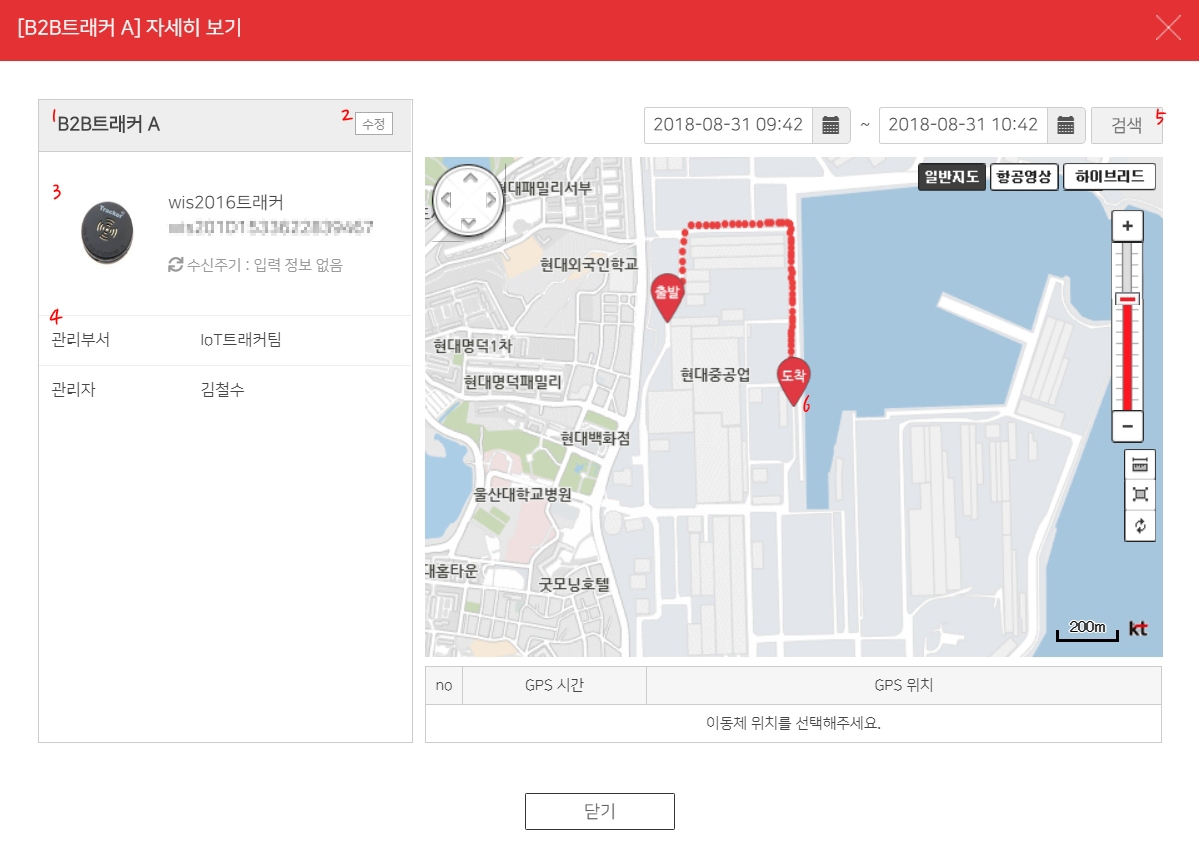 [B2B트래커 A] 자세히 보기
1 B2B트래커 A
2 수정
3
wis2016트래커
수신주기 : 입력 정보 없음
4
관리부서 IoT트래커팀
관리자 김철수
2018-08-31 09:42 ~ 2018-08-31 10:42 검색 5
일반지도 항공영상 하이브리드
현대패밀리서부
현대외국인학교
출발
현대명덕1차
현대중공업
도착
6
현대명덕패밀리
현대백화점
울산대학교병원
대홈타운
굿모닝호텔
+
−
200m kt
no GPS 시간 GPS 위치
이동체 위치를 선택해주세요.
닫기
Tracker